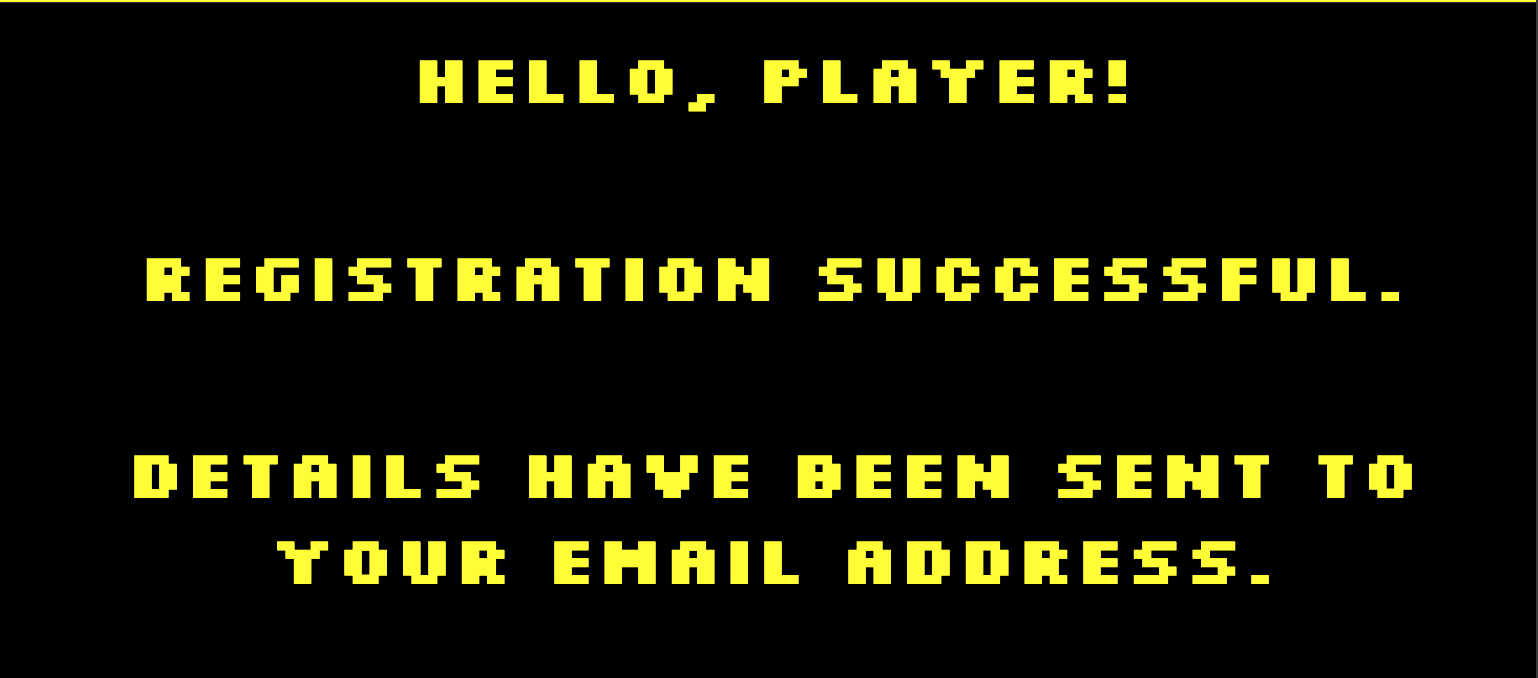 HELLO, PLAYER!
REGISTRATION SUCCESSFUL.
DETAILS HAVE BEEN SENT TO
YOUR EMAIL ADDRESS.